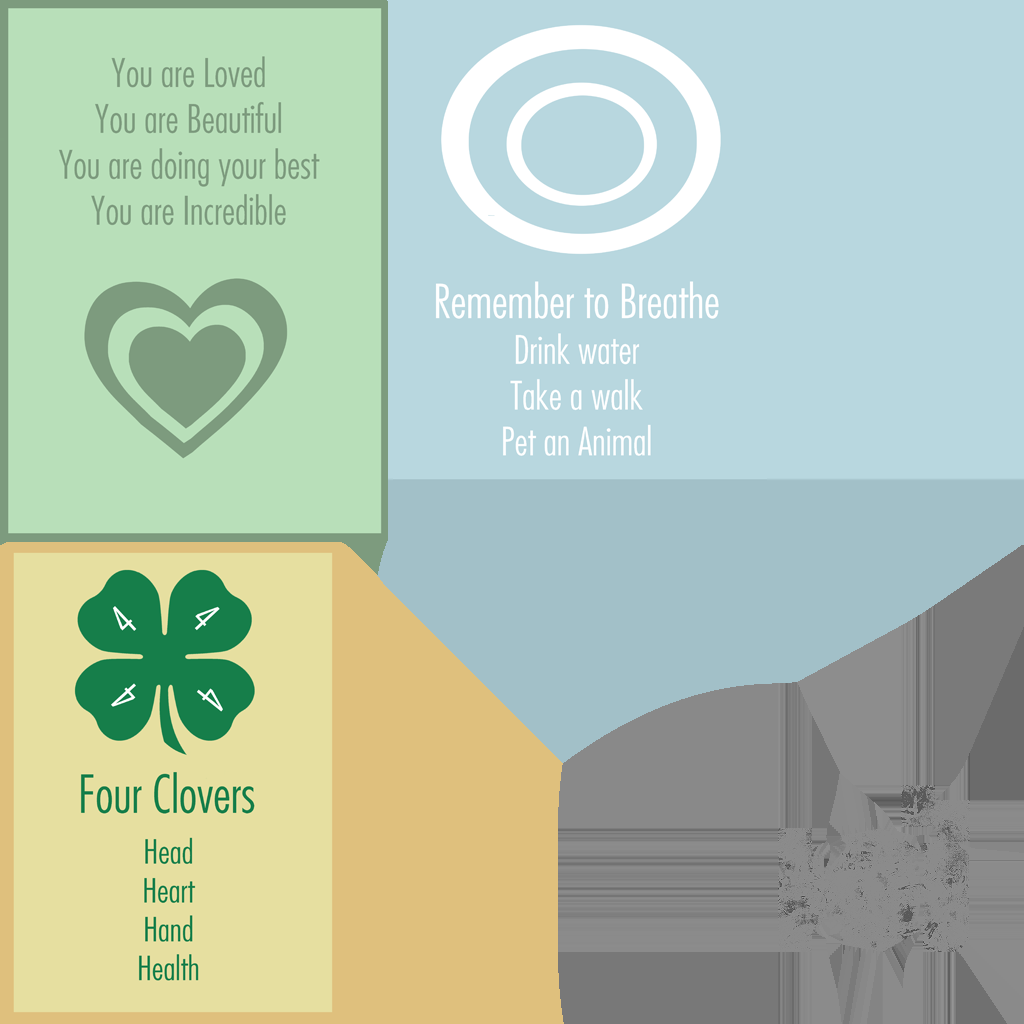 You are Loved
You are Beautiful
You are doing your best
You are Incredible
Remember to Breathe
Drink water
Take a walk
Pet an Animal
4 4
4 4
Four Clovers
Head
Heart
Hand
Health